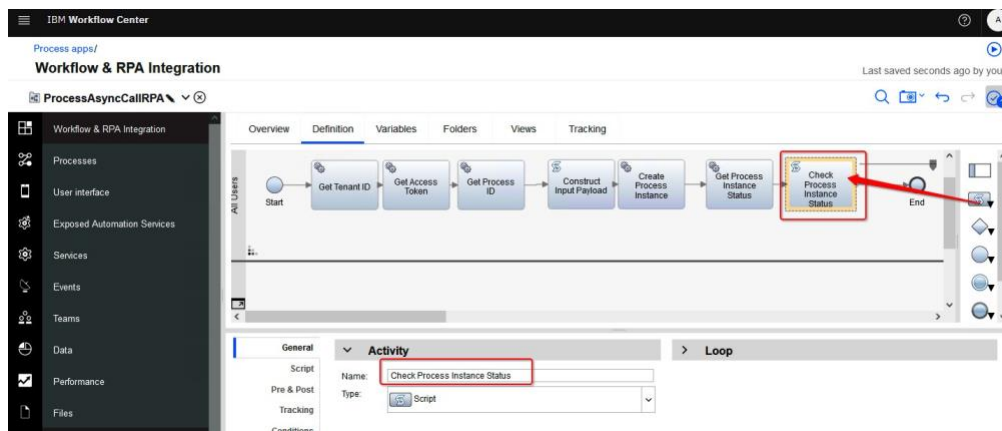 IBM Workflow Center
A
Process apps/
Workflow & RPA Integration
Last saved seconds ago by you
ProcessAsyncCallRPA
Workflow & RPA Integration
Processes
User interface
Exposed Automation Services
Services
Events
Teams
Data
Performance
Files
Overview Definition Variables Folders Views Tracking
All Users
Start
Get Tenant ID
Get Access
Token
Get Process
ID
Construct
Input Payload
Create
Process
Instance
Get Process
Instance
Status
Check
Process
Instance
Status
End
General
Script
Pre & Post
Tracking
Conditions
Activity
Name: Check Process Instance Status
Type: Script
Loop